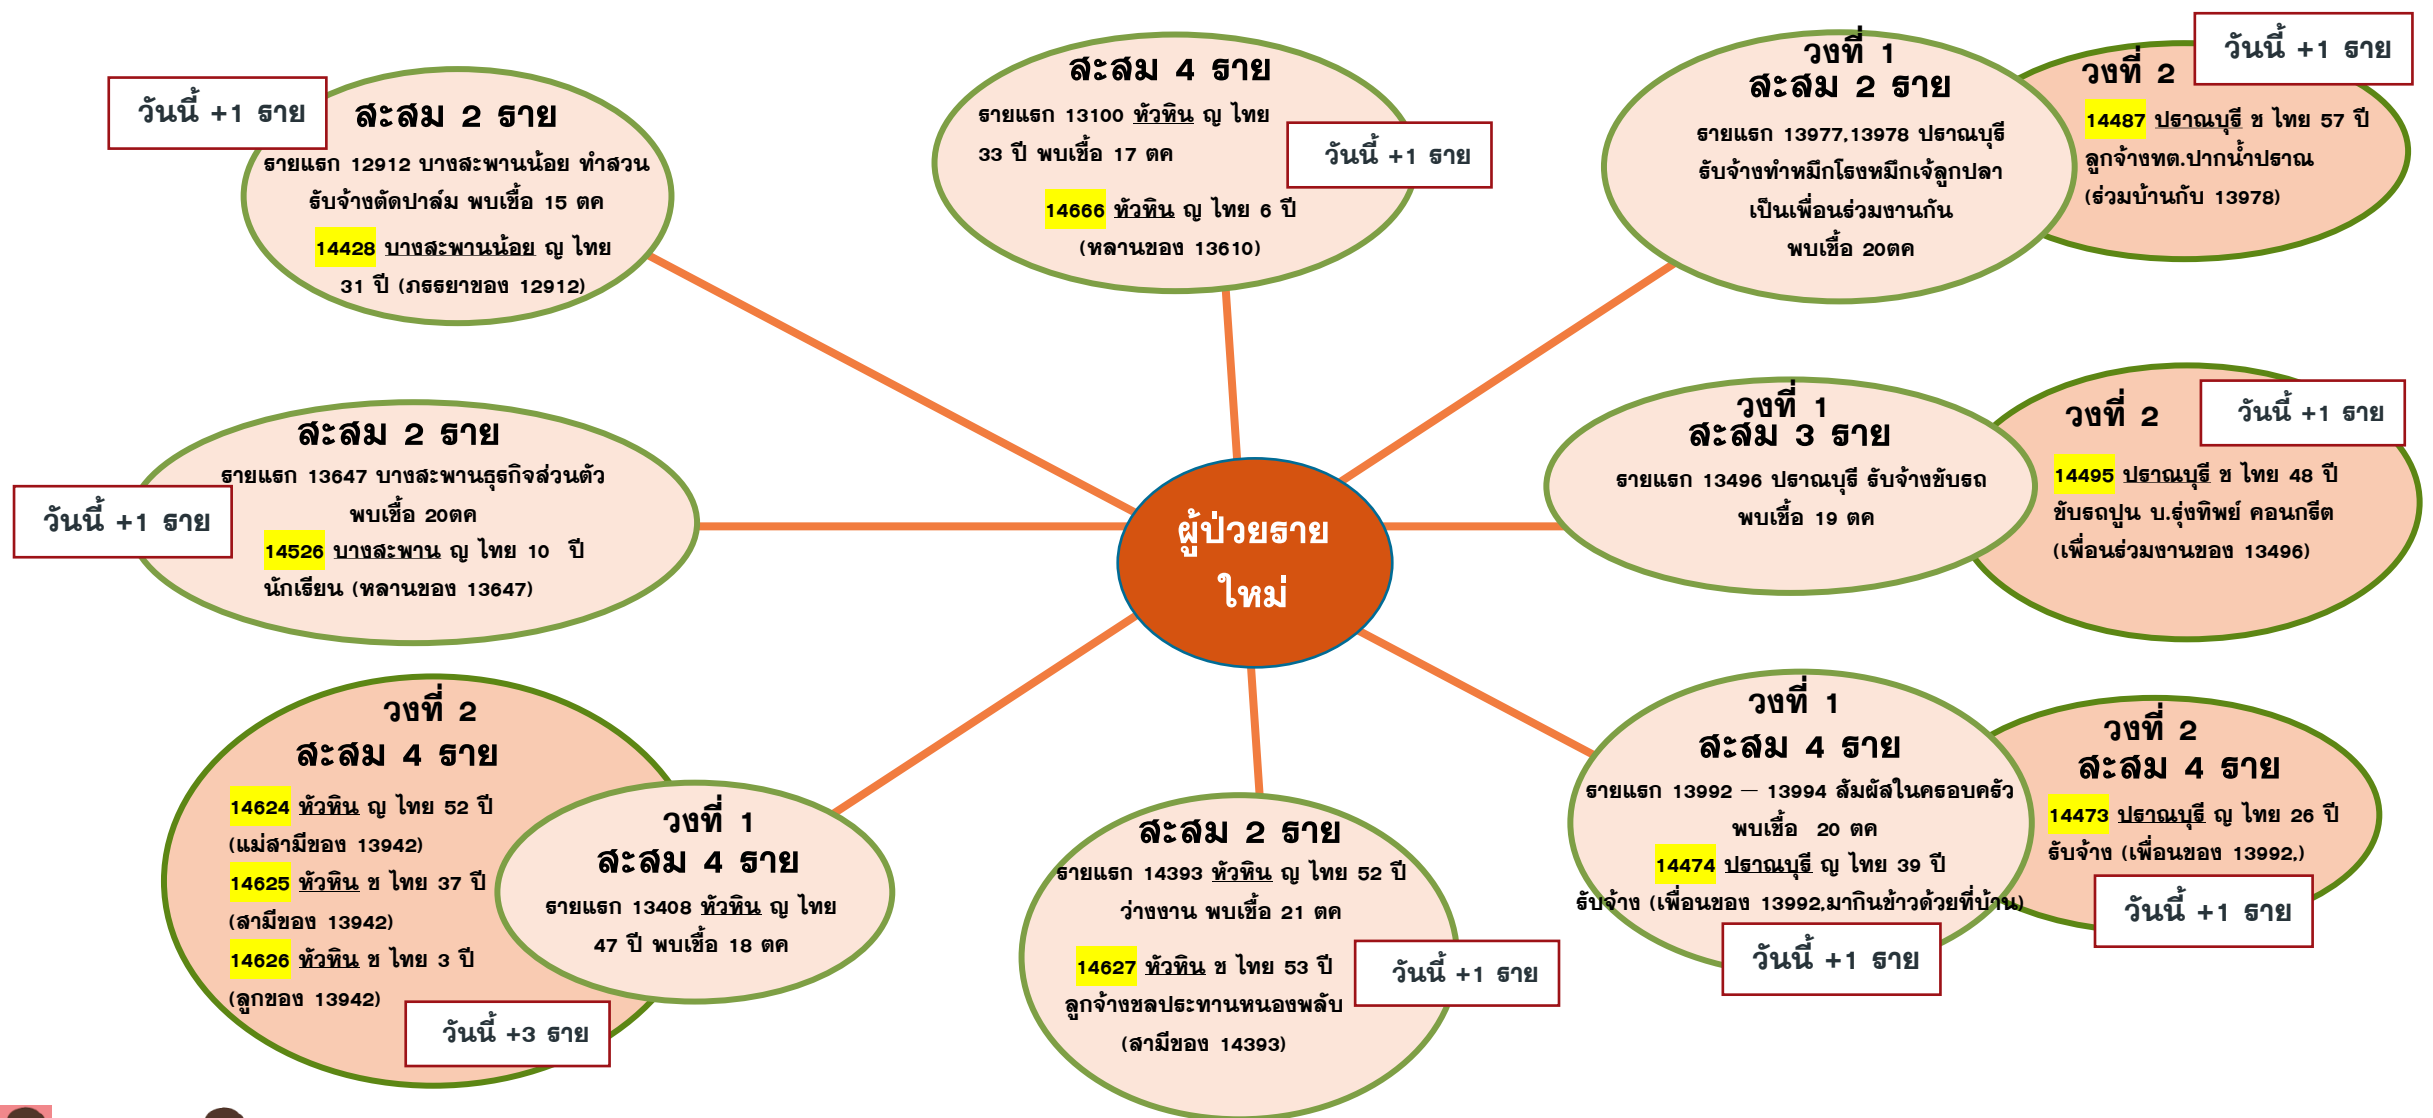 วันนี้ +1 ราย
สะสม 2 ราย
รายแรก 12912 บางสะพานน้อย ทำสวน
รับจ้างตัดปาล์ม พบเชื้อ 15 ตค
14428 บางสะพานน้อย ญ ไทย
31 ปี (ภรรยาของ 12912)
สะสม 4 ราย
รายแรก 13100 หัวหิน ญ ไทย
33 ปี พบเชื้อ 17 ตค
วันนี้ +1 ราย
14666 หัวหิน ญ ไทย 6 ปี
(หลานของ 13610)
วงที่ 1
สะสม 2 ราย
รายแรก 13977,13978 ปราณบุรี
รับจ้างทำหมึกโรงหมึกเจ้ลูกปลา
เป็นเพื่อนร่วมงานกัน
พบเชื้อ 20ตค
วันนี้ +1 ราย
วงที่ 2
14487 ปราณบุรี ช ไทย 57 ปี
ลูกจ้างทต.ปากน้ำปราณ
(ร่วมบ้านกับ 13978)
สะสม 2 ราย
รายแรก 13647 บางสะพานธุรกิจส่วนตัว
พบเชื้อ 20ตค
วันนี้ +1 ราย
14526 บางสะพาน ญ ไทย 10 ปี
นักเรียน (หลานของ 13647)
ผู้ป่วยราย
ใหม่
วงที่ 1
สะสม 3 ราย
รายแรก 13496 ปราณบุรี รับจ้างขับรถ
พบเชื้อ 19 ตค
วงที่ 2
วันนี้ +1 ราย
14495 ปราณบุรี ช ไทย 48 ปี
ขับรถปูน บ.รุ่งทิพย์ คอนกรีต
(เพื่อนร่วมงานของ 13496)
วงที่ 2
สะสม 4 ราย
14624 หัวหิน ญ ไทย 52 ปี
(แม่สามีของ 13942)
14625 หัวหิน ช ไทย 37 ปี
(สามีของ 13942)
14626 หัวหิน ช ไทย 3 ปี
(ลูกของ 13942)
วันนี้ +3 ราย
วงที่ 1
สะสม 4 ราย
รายแรก 13408 หัวหิน ญ ไทย
47 ปี พบเชื้อ 18 ตค
สะสม 2 ราย
รายแรก 14393 หัวหิน ญ ไทย 52 ปี
ว่างงาน พบเชื้อ 21 ตค
14627 หัวหิน ช ไทย 53 ปี
ลูกจ้างชลประทานหนองพลับ
(สามีของ 14393)
วันนี้ +1 ราย
วงที่ 1
สะสม 4 ราย
รายแรก 13992 – 13994 สัมผัสในครอบครัว
พบเชื้อ 20 ตค
14474 ปราณบุรี ญ ไทย 39 ปี
รับจ้าง (เพื่อนของ 13992,มากินข้าวด้วยที่บ้าน)
วันนี้ +1 ราย
วงที่ 2
สะสม 4 ราย
14473 ปราณบุรี ญ ไทย 26 ปี
รับจ้าง (เพื่อนของ 13992,)
วันนี้ +1 ราย